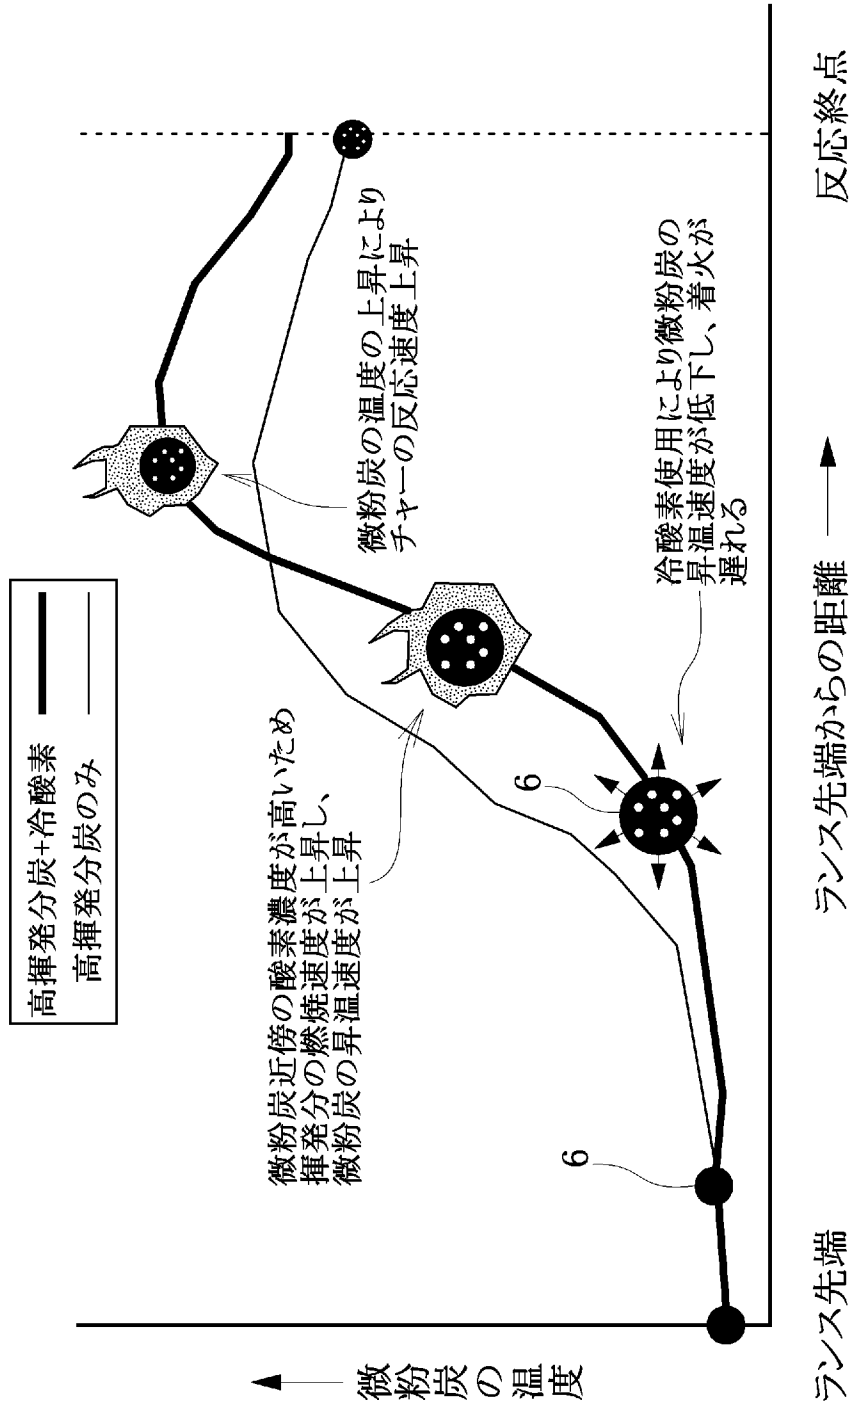 高揮発分炭+冷酸素
高揮発分炭のみ
微粉炭近傍の酸素濃度が高いため
揮発分の燃焼速度が上昇し、
微粉炭の昇温速度が上昇
微粉炭の温度の上昇により
チャーの反応速度上昇
6
6
冷酸素使用により微粉炭の
昇温速度が低下し、着火が
遅れる
微粉炭の温度
ランス先端
ランス先端からの距離
反応終点